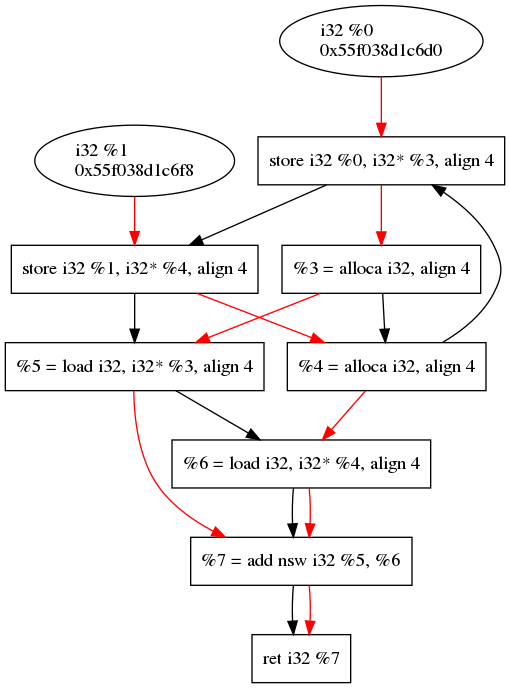 i32 %0
0x55f038d1c6d0
i32 %1
0x55f038d1c6f8
store i32 %0, i32* %3, align 4
store i32 %1, i32* %4, align 4
%3 = alloca i32, align 4
%5 = load i32, i32* %3, align 4
%4 = alloca i32, align 4
%6 = load i32, i32* %4, align 4
%7 = add nsw i32 %5, %6
ret i32 %7